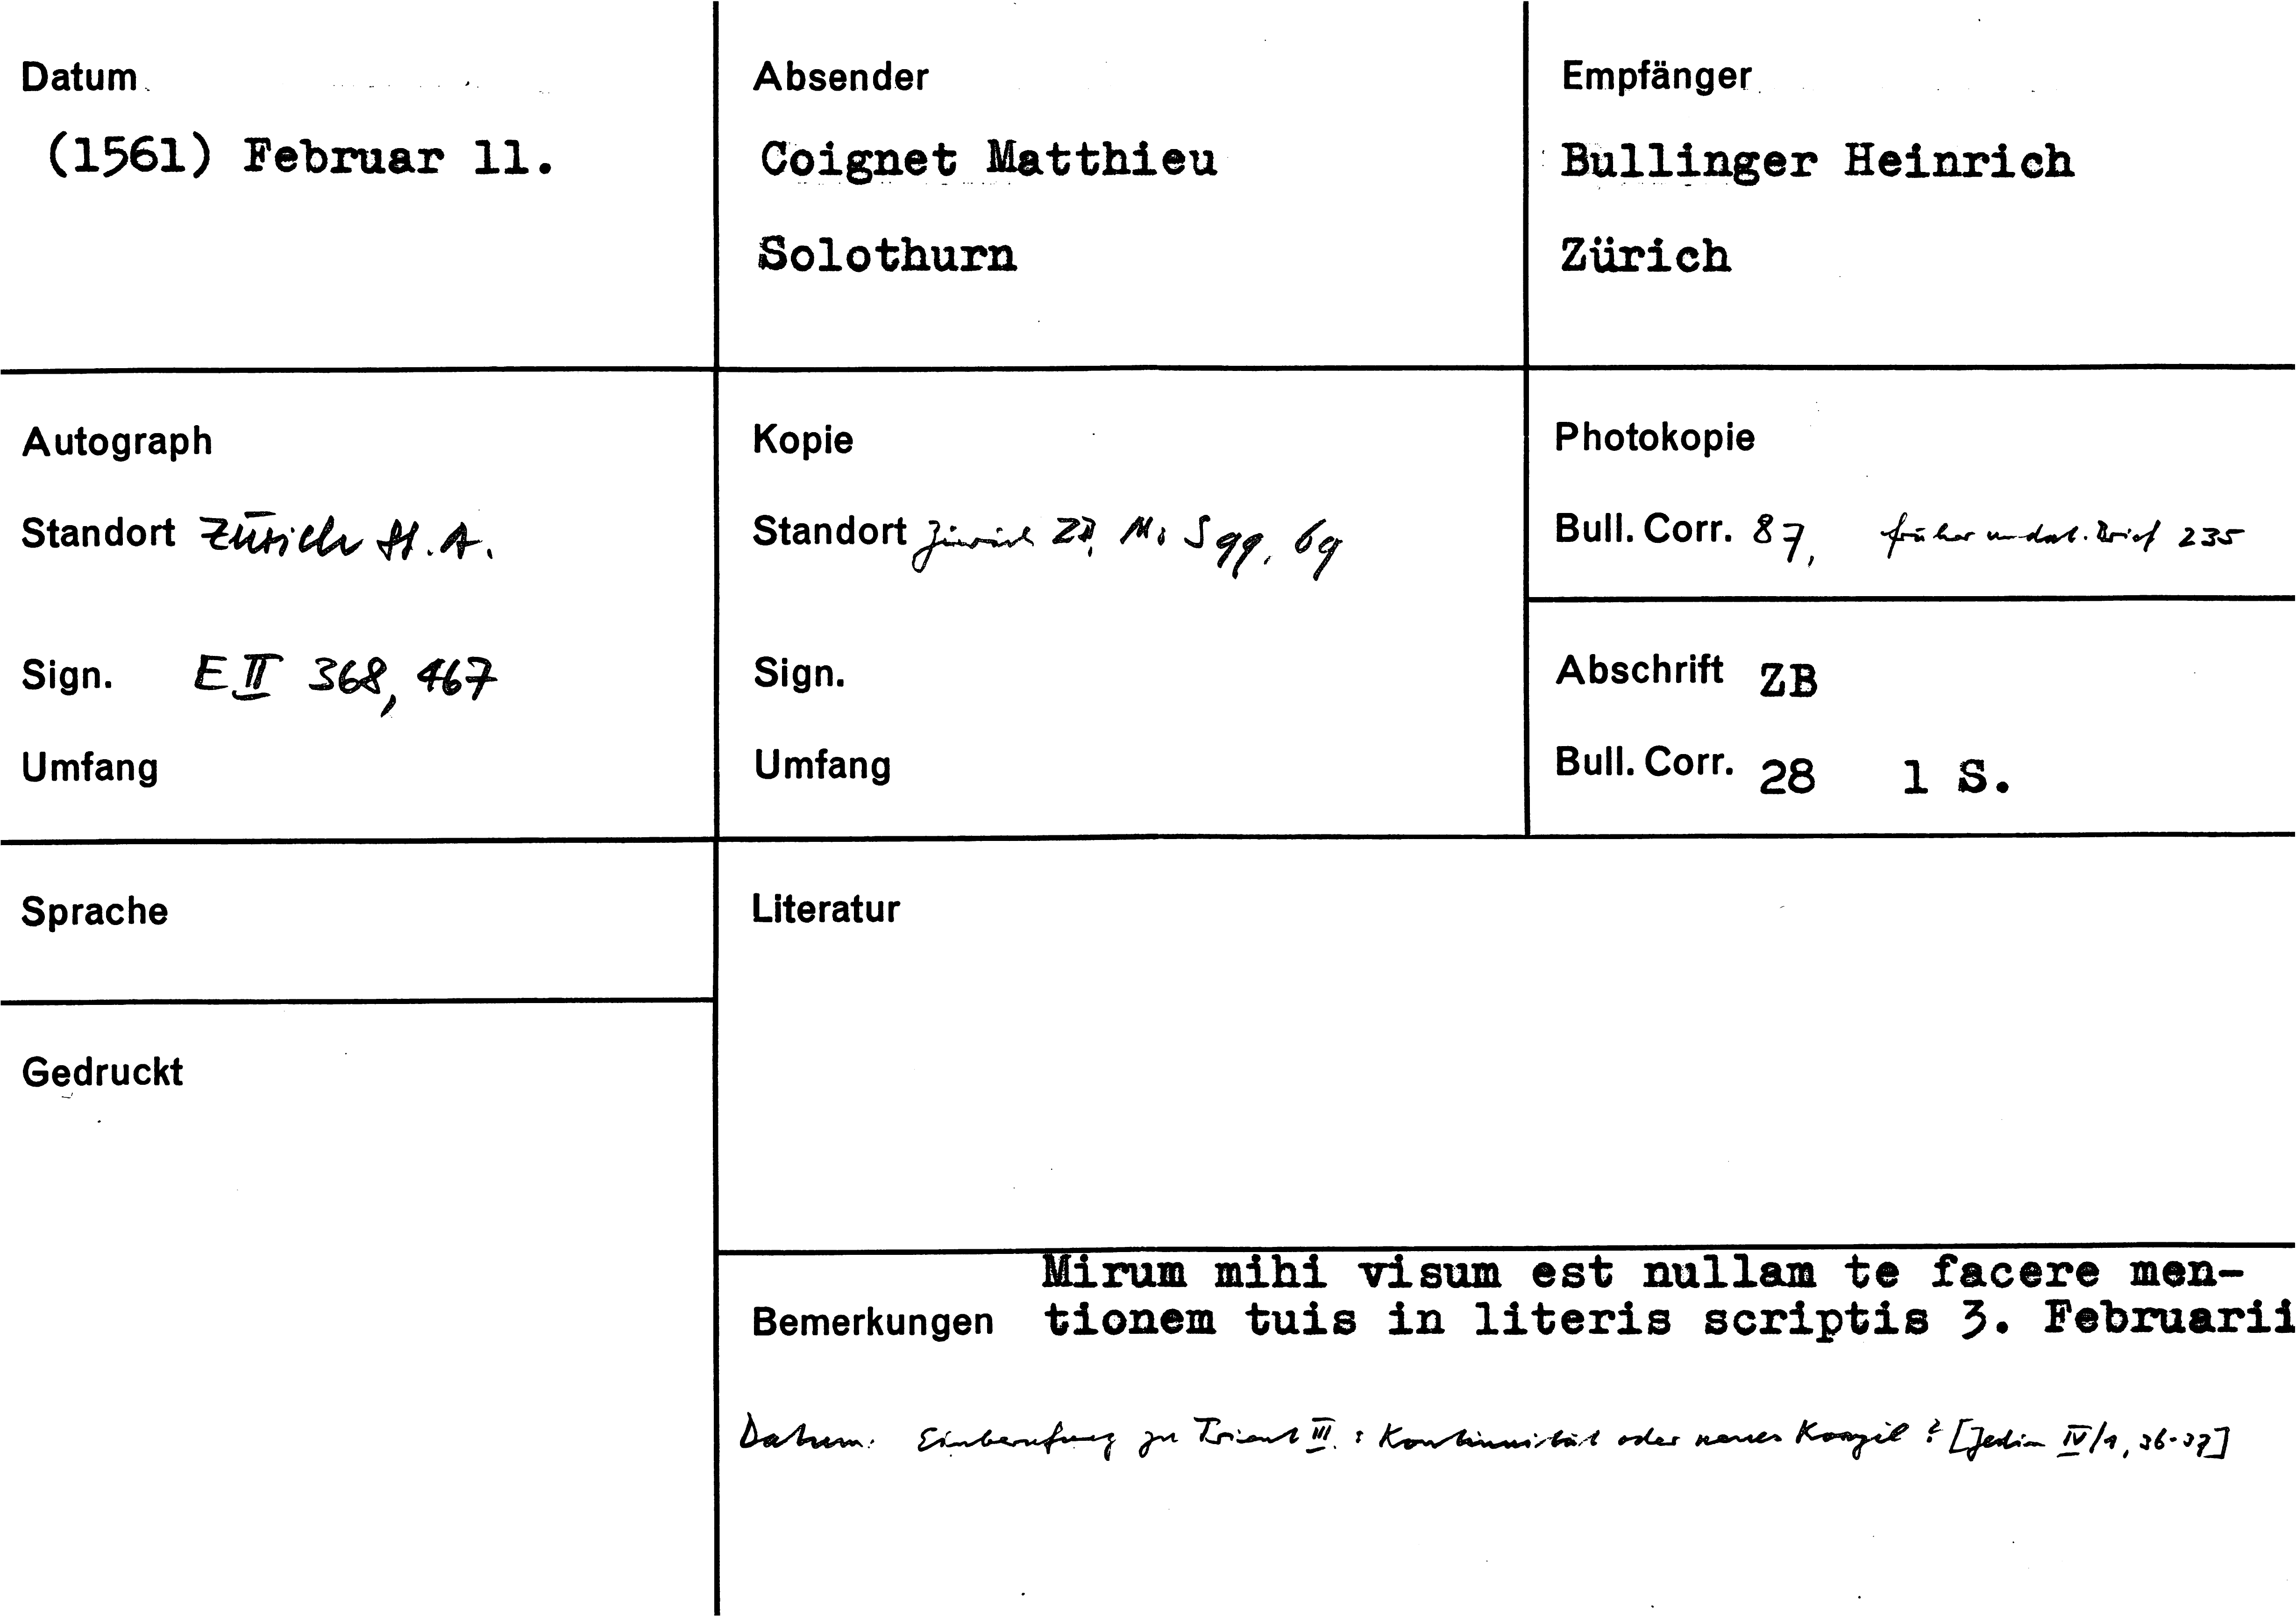 Datum
(1561) Februar 11.
Absender
Coignet Matthieu
Solothurn
Empfänger
Bullinger Heinrich
Zürich
Autograph
Standort Zürich St. A.
Sign. E II 368, 467
Umfang
Kopie
Standort Zürich ZB, Ms S 99, 69
Sign.
Umfang
Photokopie
Bull. Corr. 87, früher undat. Brief 235
Abschrift ZB
Bull. Corr. 28 1 S.
Sprache
Literatur
Gedruckt
Mirum mihi visum est nullam te facere men-
Bemerkungen tionem tuis in literis scriptis 3. Februarii
Datum: Einberufung zu Trient III: Kontinuität oder neues Konzil? [Jedin IV/1, 36-37]